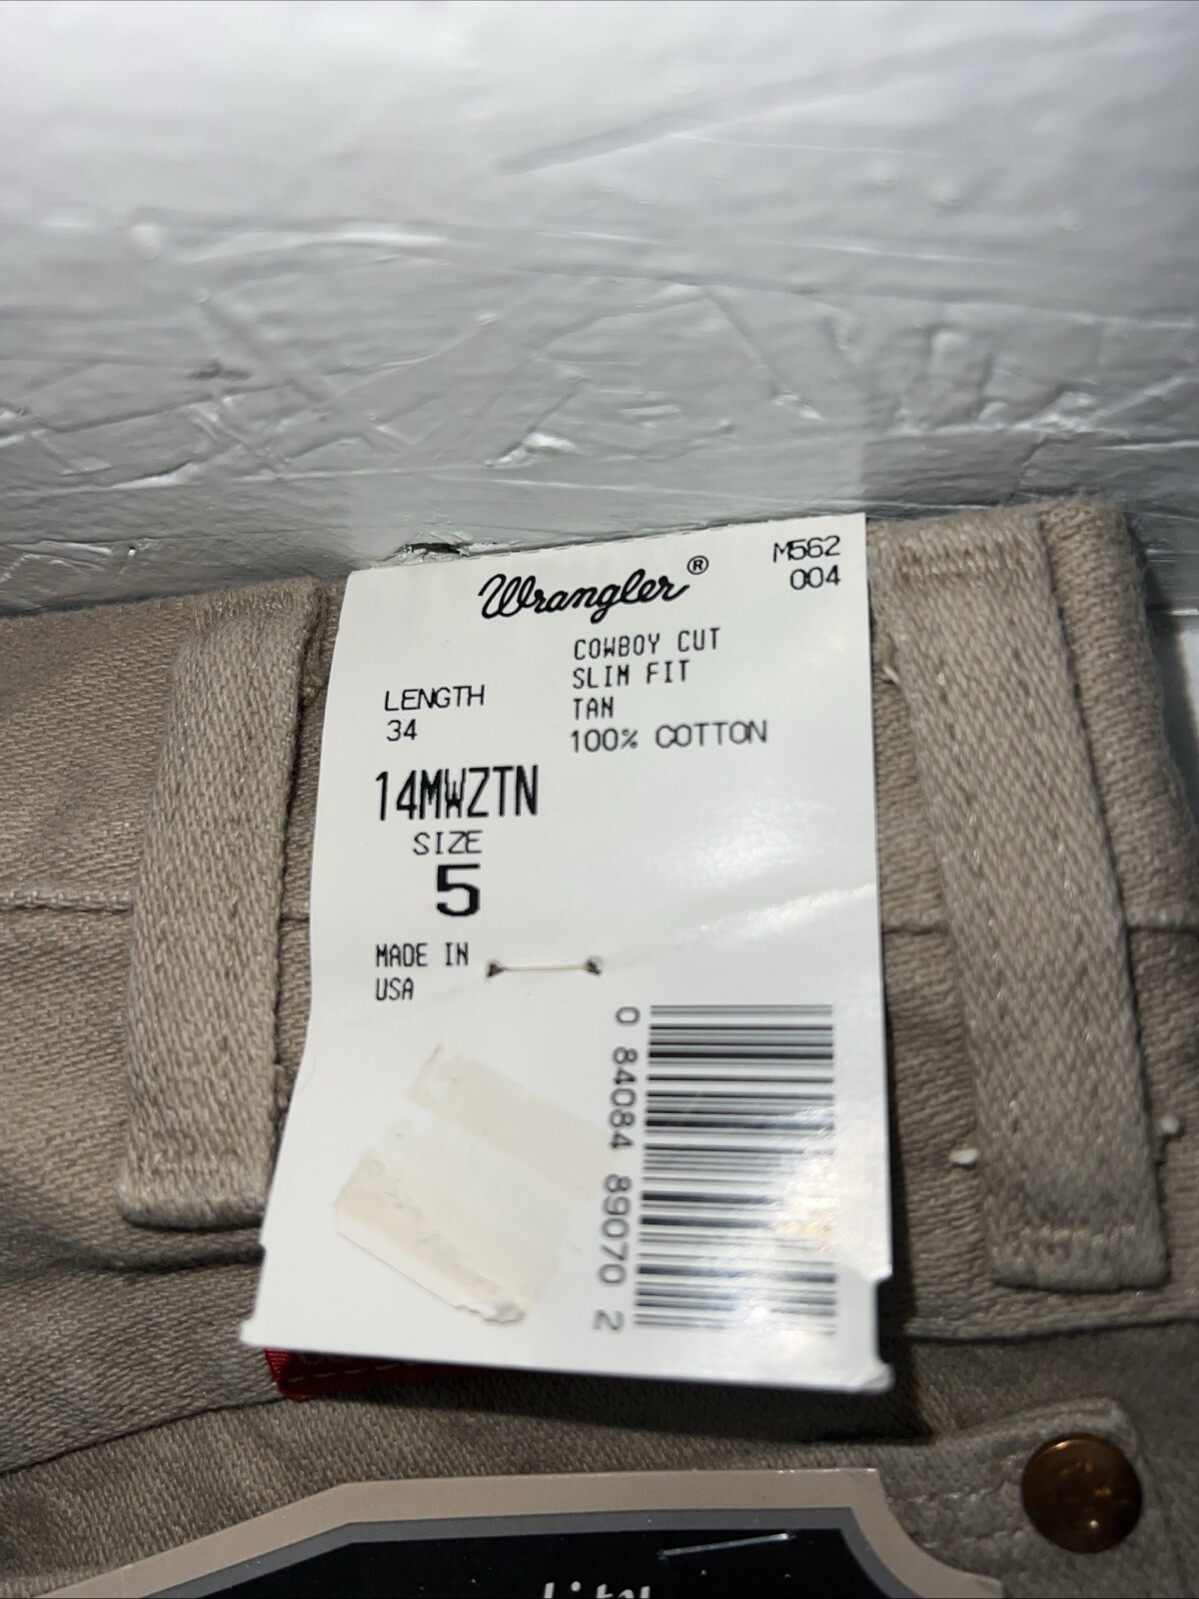 Wrangler®
M562
004
COWBOY CUT
SLIM FIT
TAN
100% COTTON
LENGTH
34
14MWZTN
SIZE
5
MADE IN
USA
0 84084 89070 2